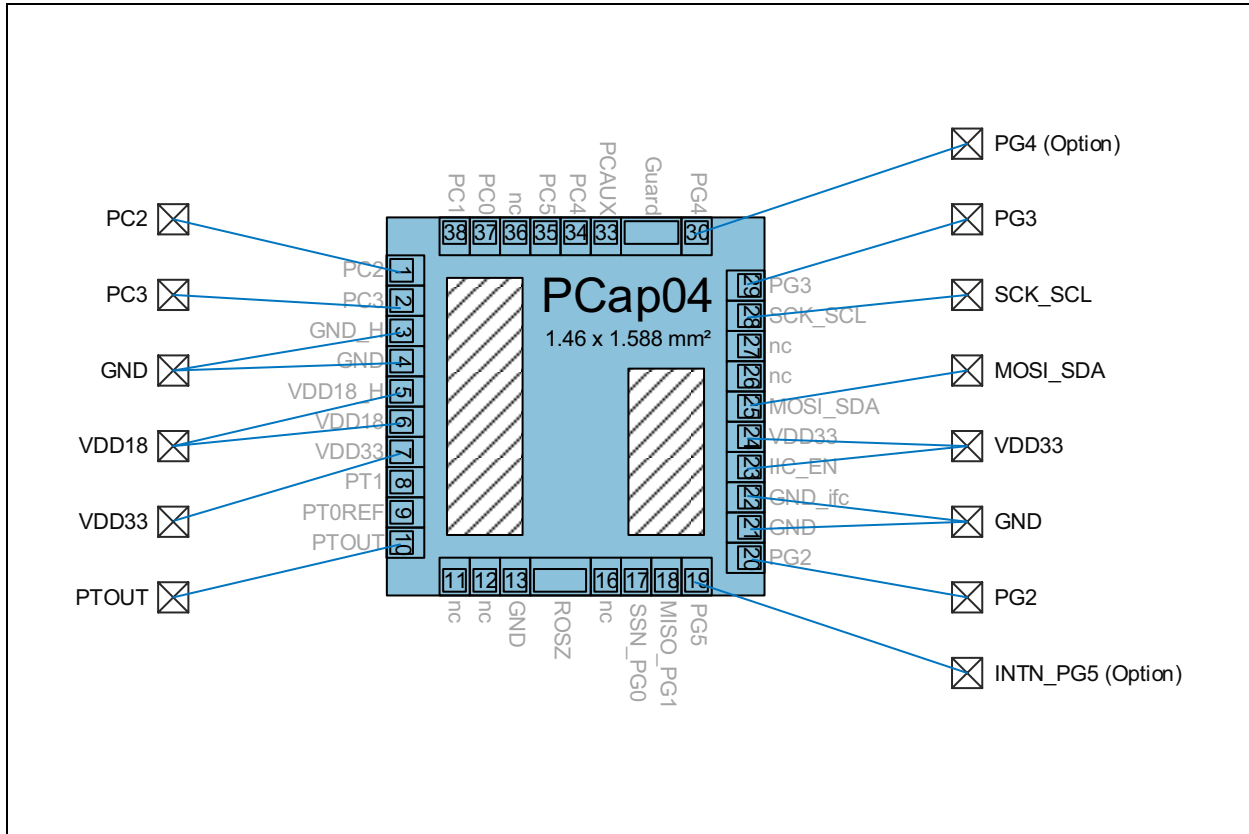 PG4 (Option)
PG3
SCK_SCL
MOSI_SDA
VDD33
GND
PG2
INTN_PG5 (Option)
PC2
PC3
GND
VDD18
VDD33
PTOUT
PC1
PC0
nc
PC5
PC4
PCAUX
Guard
PG4
38
37
36
35
34
33
30
PCap04
1.46 x 1.588 mm²
PC2 1
PC3 2
GND_H 3
GND 4
VDD18_H 5
VDD18 6
VDD33 7
PT1 8
PT0REF 9
PTOUT 10
29 PG3
28 SCK_SCL
27 nc
26 nc
25 MOSI_SDA
24 VDD33
23 IIC_EN
22 GND_ifc
21 GND
20 PG2
11
12
13
16
17
18
19
nc
nc
GND
ROSZ
nc
SSN_PG0
MISO_PG1
PG5